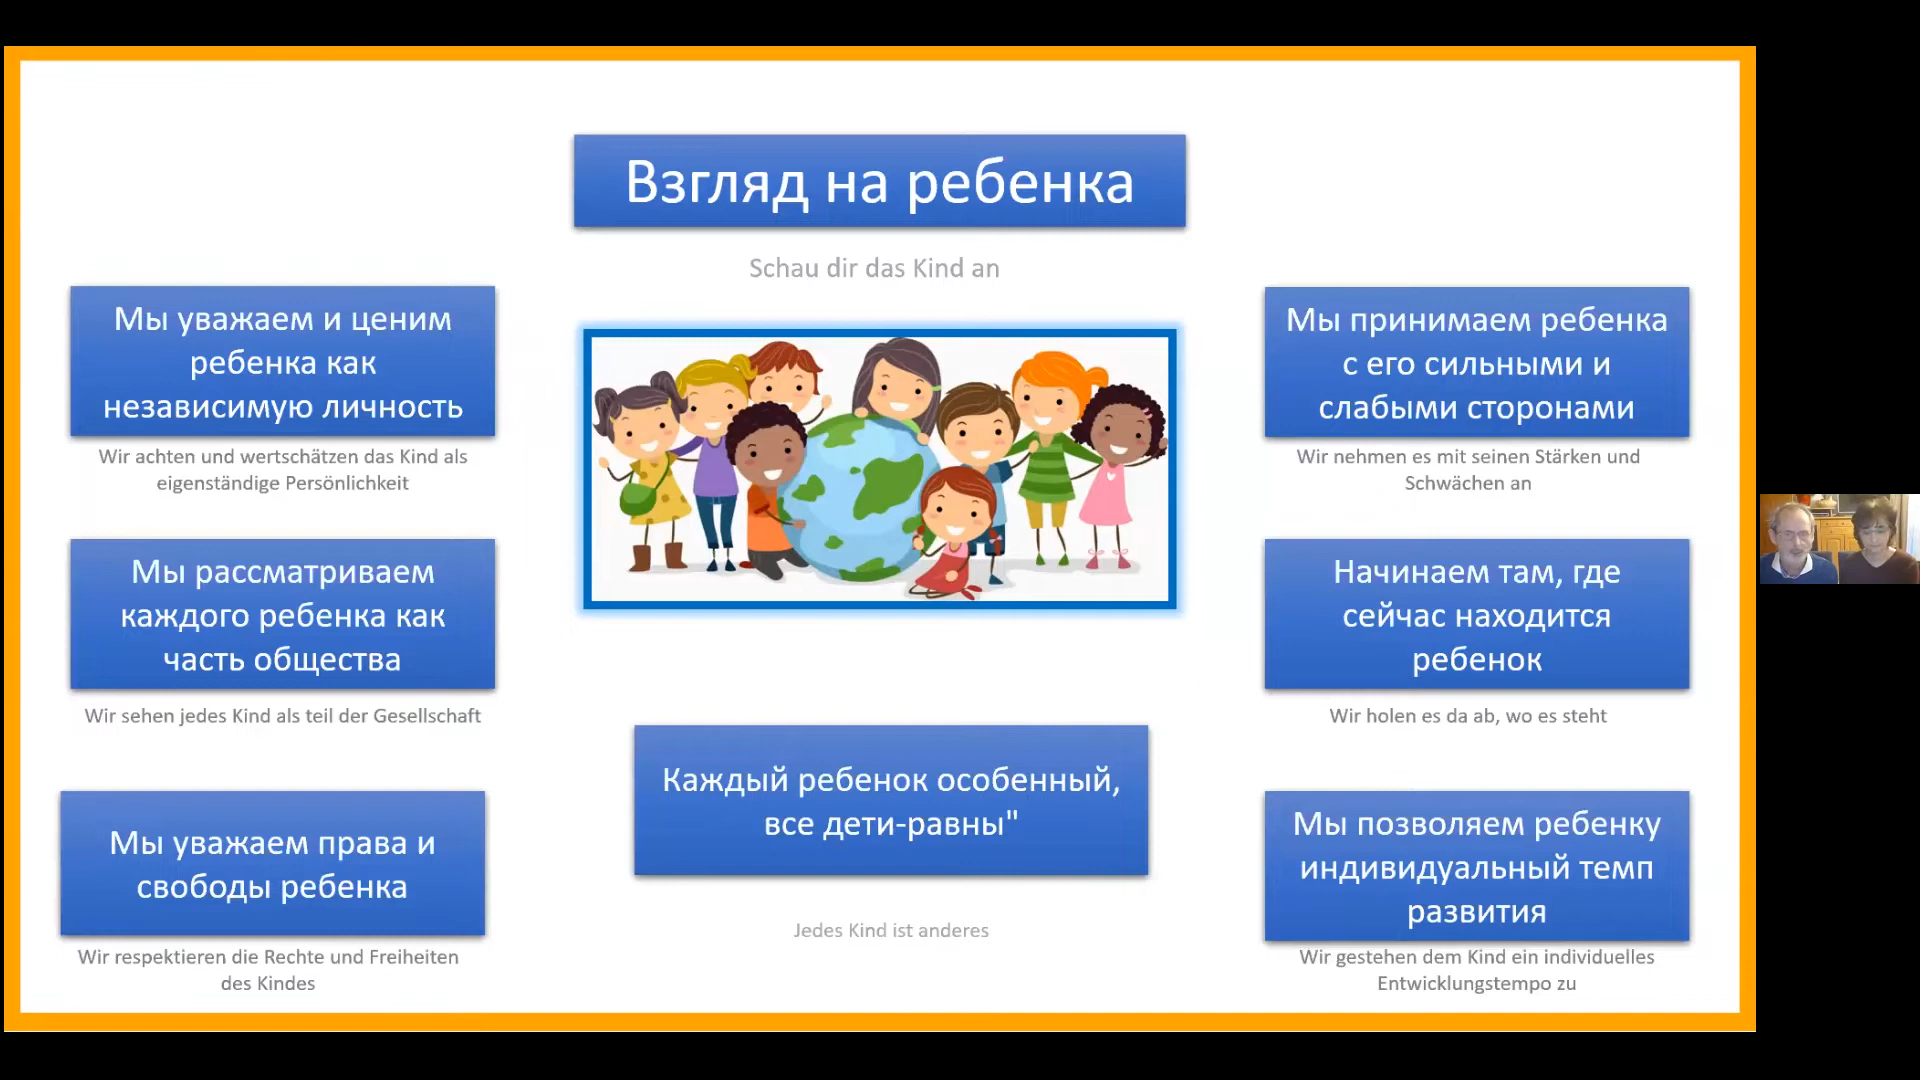 Взгляд на ребенка
Schau dir das Kind an
Мы уважаем и ценим
ребенка как
независимую личность
Wir achten und wertschätzen das Kind als
eigenständige Persönlichkeit
Мы рассматриваем
каждого ребенка как
часть общества
Wir sehen jedes Kind als teil der Gesellschaft
Мы уважаем права и
свободы ребенка
Wir respektieren die Rechte und Freiheiten
des Kindes
Каждый ребенок особенный,
все дети-равны"
Jedes Kind ist anderes
Мы принимаем ребенка
с его сильными и
слабыми сторонами
Wir nehmen es mit seinen Stärken und
Schwächen an
Начинаем там, где
сейчас находится
ребенок
Wir holen es da ab, wo es steht
Мы позволяем ребенку
индивидуальный темп
развития
Wir gestehen dem Kind ein individuelles
Entwicklungstempo zu